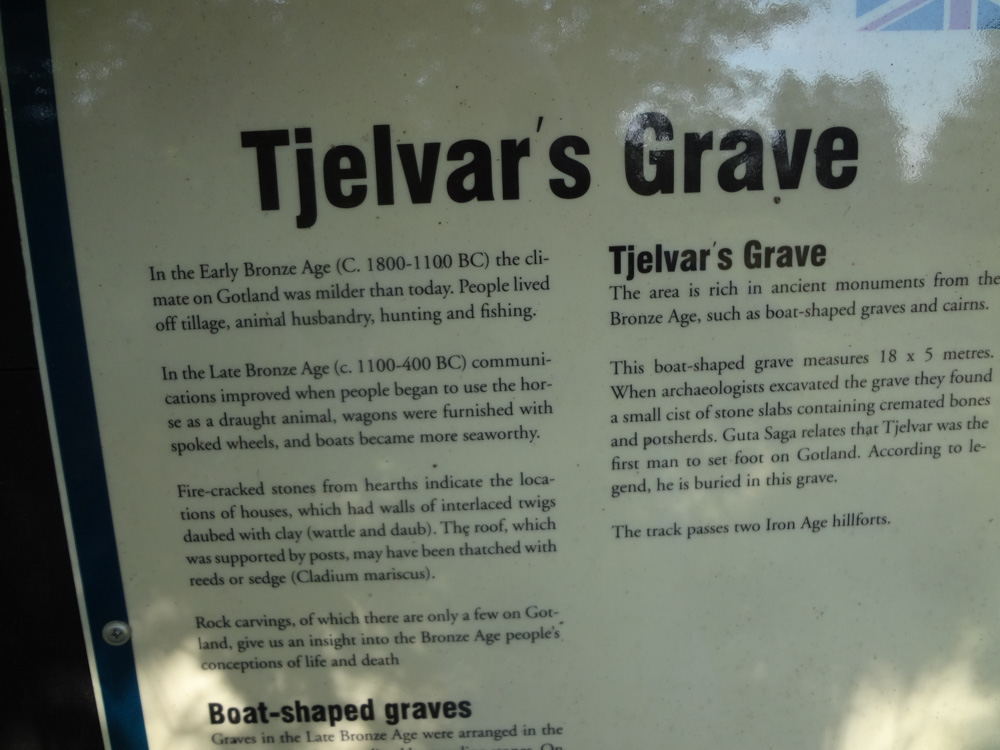 Tjelvar's Grave
In the Early Bronze Age (C. 1800-1100 BC) the cli-
mate on Gotland was milder than today. People lived
off tillage, animal husbandry, hunting and fishing.
In the Late Bronze Age (c. 1100-400 BC) communi-
cations improved when people began to use the hor-
se as a draught animal, wagons were furnished with
spoked wheels, and boats became more seaworthy.
Fire-cracked stones from hearths indicate the loca-
tions of houses, which had walls of interlaced twigs
daubed with clay (wattle and daub). The roof, which
was supported by posts, may have been thatched with
reeds or sedge (Cladium mariscus).
Rock carvings, of which there are only a few on Got-
land, give us an insight into the Bronze Age people's
conceptions of life and death
Boat-shaped graves
Graves in the Late Bronze Age were arranged in the
Tjelvar's Grave
The area is rich in ancient monuments from the
Bronze Age, such as boat-shaped graves and cairns.
This boat-shaped grave measures 18 x 5 metres.
When archaeologists excavated the grave they found
a small cist of stone slabs containing cremated bones
and potsherds. Guta Saga relates that Tjelvar was the
first man to set foot on Gotland. According to le-
gend, he is buried in this grave.
The track passes two Iron Age hillforts.